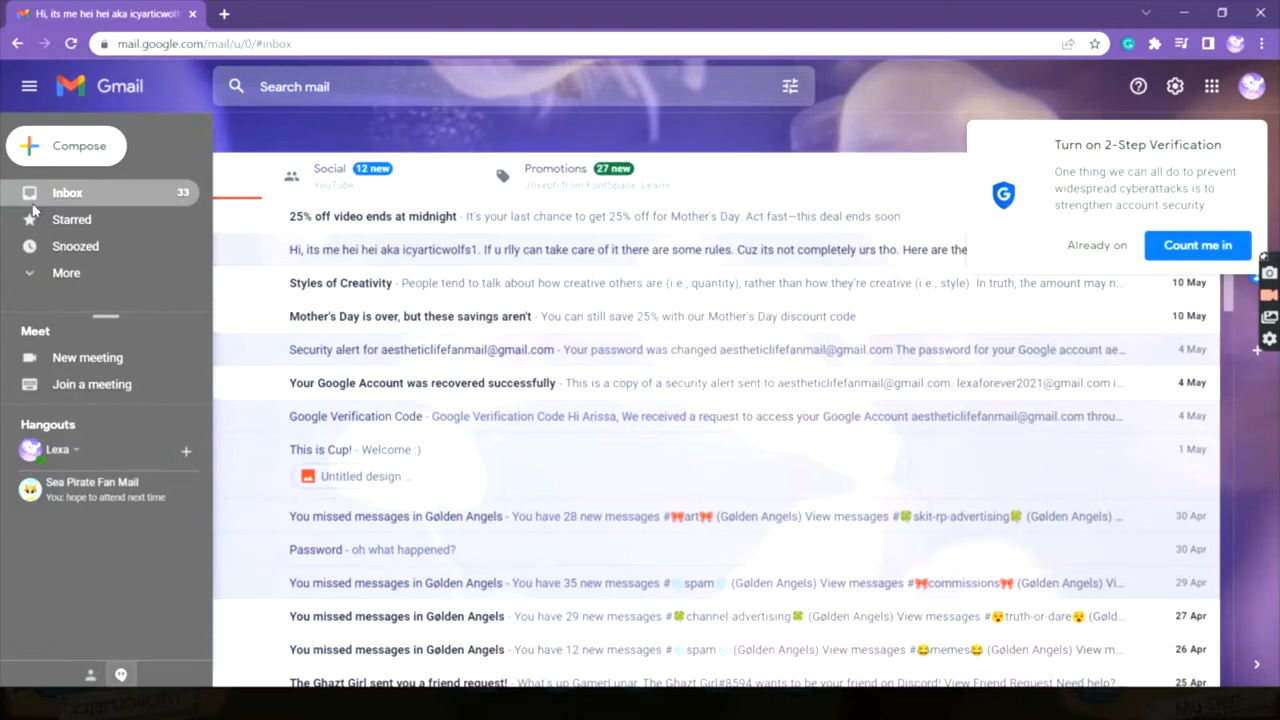 Hi, its me hei hei aka icyarticwolf
mail.google.com/mail/u/0/#inbox
Gmail
Search mail
Compose
Inbox 33
Starred
Snoozed
More
Meet
New meeting
Join a meeting
Hangouts
Lexa
Sea Pirate Fan Mail
You: hope to attend next time
Social 12 new
YouTube
Promotions 27 new
Joseph from FontSpace, Learni
Turn on 2-Step Verification
One thing we can all do to prevent
widespread cyberattacks is to
strengthen account security
Already on Count me in
25% off video ends at midnight - It's your last chance to get 25% off for Mother's Day. Act fast—this deal ends soon
Hi, its me hei hei aka icyarticwolfs1. If u rlly can take care of it there are some rules. Cuz its not completely urs tho. Here are the
Styles of Creativity - People tend to talk about how creative others are (i.e., quantity), rather than how they're creative (i.e., style). In truth, the amount may n... 10 May
Mother's Day is over, but these savings aren't - You can still save 25% with our Mother's Day discount code 10 May
Security alert for aestheticlifefanmail@gmail.com - Your password was changed aestheticlifefanmail@gmail.com The password for your Google account ae... 4 May
Your Google Account was recovered successfully - This is a copy of a security alert sent to aestheticlifefanmail@gmail.com. lexaforever2021@gmail.com i... 4 May
Google Verification Code - Google Verification Code Hi Arissa, We received a request to access your Google Account aestheticlifefanmail@gmail.com throu... 4 May
This is Cup! - Welcome :) 1 May
Untitled design ...
You missed messages in Gølden Angels - You have 28 new messages #🎀art🎀 (Gølden Angels) View messages #🍀skit-rp-advertising🍀 (Gølden Angels) ... 30 Apr
Password - oh what happened? 30 Apr
You missed messages in Gølden Angels - You have 35 new messages #❄️spam❄️ (Gølden Angels) View messages #🎀commissions🎀 (Gølden Angels) Vi... 29 Apr
You missed messages in Gølden Angels - You have 29 new messages #🍀channel-advertising🍀 (Gølden Angels) View messages #😵truth-or-dare😵 (Gøld... 27 Apr
You missed messages in Gølden Angels - You have 12 new messages #❄️spam❄️ (Gølden Angels) View messages #😂memes😂 (Gølden Angels) View m... 26 Apr
The Ghazt Girl sent you a friend request! - What's up GamerLunar, The Ghazt Girl#8594 wants to be your friend on Discord! View Friend Request Need help? 25 Apr
icyarticwolf
My Den